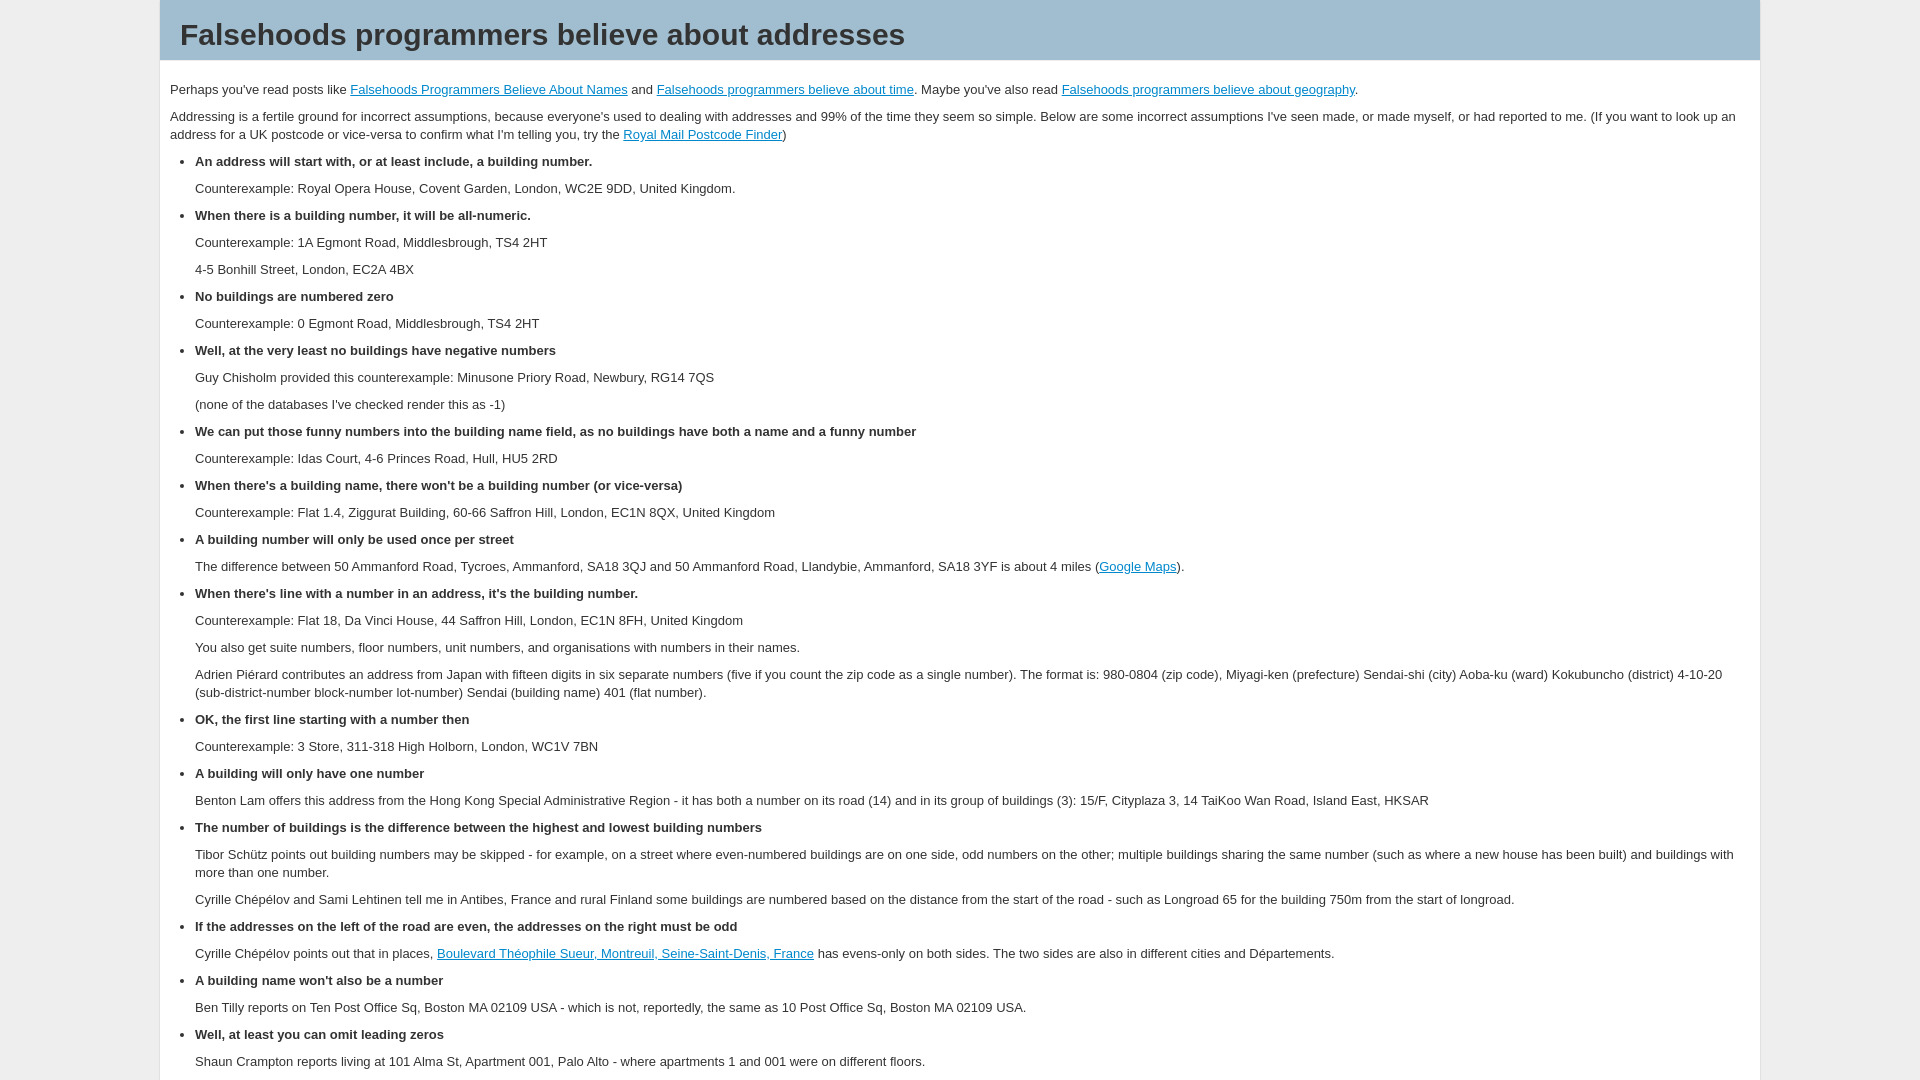 Falsehoods programmers believe about addresses
Perhaps you've read posts like Falsehoods Programmers Believe About Names and Falsehoods programmers believe about time. Maybe you've also read Falsehoods programmers believe about geography.
Addressing is a fertile ground for incorrect assumptions, because everyone's used to dealing with addresses and 99% of the time they seem so simple. Below are some incorrect assumptions I've seen made, or made myself, or had reported to me. (If you want to look up an
address for a UK postcode or vice-versa to confirm what I'm telling you, try the Royal Mail Postcode Finder)
• An address will start with, or at least include, a building number.
Counterexample: Royal Opera House, Covent Garden, London, WC2E 9DD, United Kingdom.
• When there is a building number, it will be all-numeric.
Counterexample: 1A Egmont Road, Middlesbrough, TS4 2HT
4-5 Bonhill Street, London, EC2A 4BX
• No buildings are numbered zero
Counterexample: 0 Egmont Road, Middlesbrough, TS4 2HT
• Well, at the very least no buildings have negative numbers
Guy Chisholm provided this counterexample: Minusone Priory Road, Newbury, RG14 7QS
(none of the databases I've checked render this as -1)
• We can put those funny numbers into the building name field, as no buildings have both a name and a funny number
Counterexample: Idas Court, 4-6 Princes Road, Hull, HU5 2RD
• When there's a building name, there won't be a building number (or vice-versa)
Counterexample: Flat 1.4, Ziggurat Building, 60-66 Saffron Hill, London, EC1N 8QX, United Kingdom
• A building number will only be used once per street
The difference between 50 Ammanford Road, Tycroes, Ammanford, SA18 3QJ and 50 Ammanford Road, Llandybie, Ammanford, SA18 3YF is about 4 miles (Google Maps).
• When there's line with a number in an address, it's the building number.
Counterexample: Flat 18, Da Vinci House, 44 Saffron Hill, London, EC1N 8FH, United Kingdom
You also get suite numbers, floor numbers, unit numbers, and organisations with numbers in their names.
Adrien Piérard contributes an address from Japan with fifteen digits in six separate numbers (five if you count the zip code as a single number). The format is: 980-0804 (zip code), Miyagi-ken (prefecture) Sendai-shi (city) Aoba-ku (ward) Kokubuncho (district) 4-10-20
(sub-district-number block-number lot-number) Sendai (building name) 401 (flat number).
• OK, the first line starting with a number then
Counterexample: 3 Store, 311-318 High Holborn, London, WC1V 7BN
• A building will only have one number
Benton Lam offers this address from the Hong Kong Special Administrative Region - it has both a number on its road (14) and in its group of buildings (3): 15/F, Cityplaza 3, 14 TaiKoo Wan Road, Island East, HKSAR
• The number of buildings is the difference between the highest and lowest building numbers
Tibor Schütz points out building numbers may be skipped - for example, on a street where even-numbered buildings are on one side, odd numbers on the other; multiple buildings sharing the same number (such as where a new house has been built) and buildings with
more than one number.
Cyrille Chépélov and Sami Lehtinen tell me in Antibes, France and rural Finland some buildings are numbered based on the distance from the start of the road - such as Longroad 65 for the building 750m from the start of longroad.
• If the addresses on the left of the road are even, the addresses on the right must be odd
Cyrille Chépélov points out that in places, Boulevard Théophile Sueur, Montreuil, Seine-Saint-Denis, France has evens-only on both sides. The two sides are also in different cities and Départements.
• A building name won't also be a number
Ben Tilly reports on Ten Post Office Sq, Boston MA 02109 USA - which is not, reportedly, the same as 10 Post Office Sq, Boston MA 02109 USA.
• Well, at least you can omit leading zeros
Shaun Crampton reports living at 101 Alma St, Apartment 001, Palo Alto - where apartments 1 and 001 were on different floors.